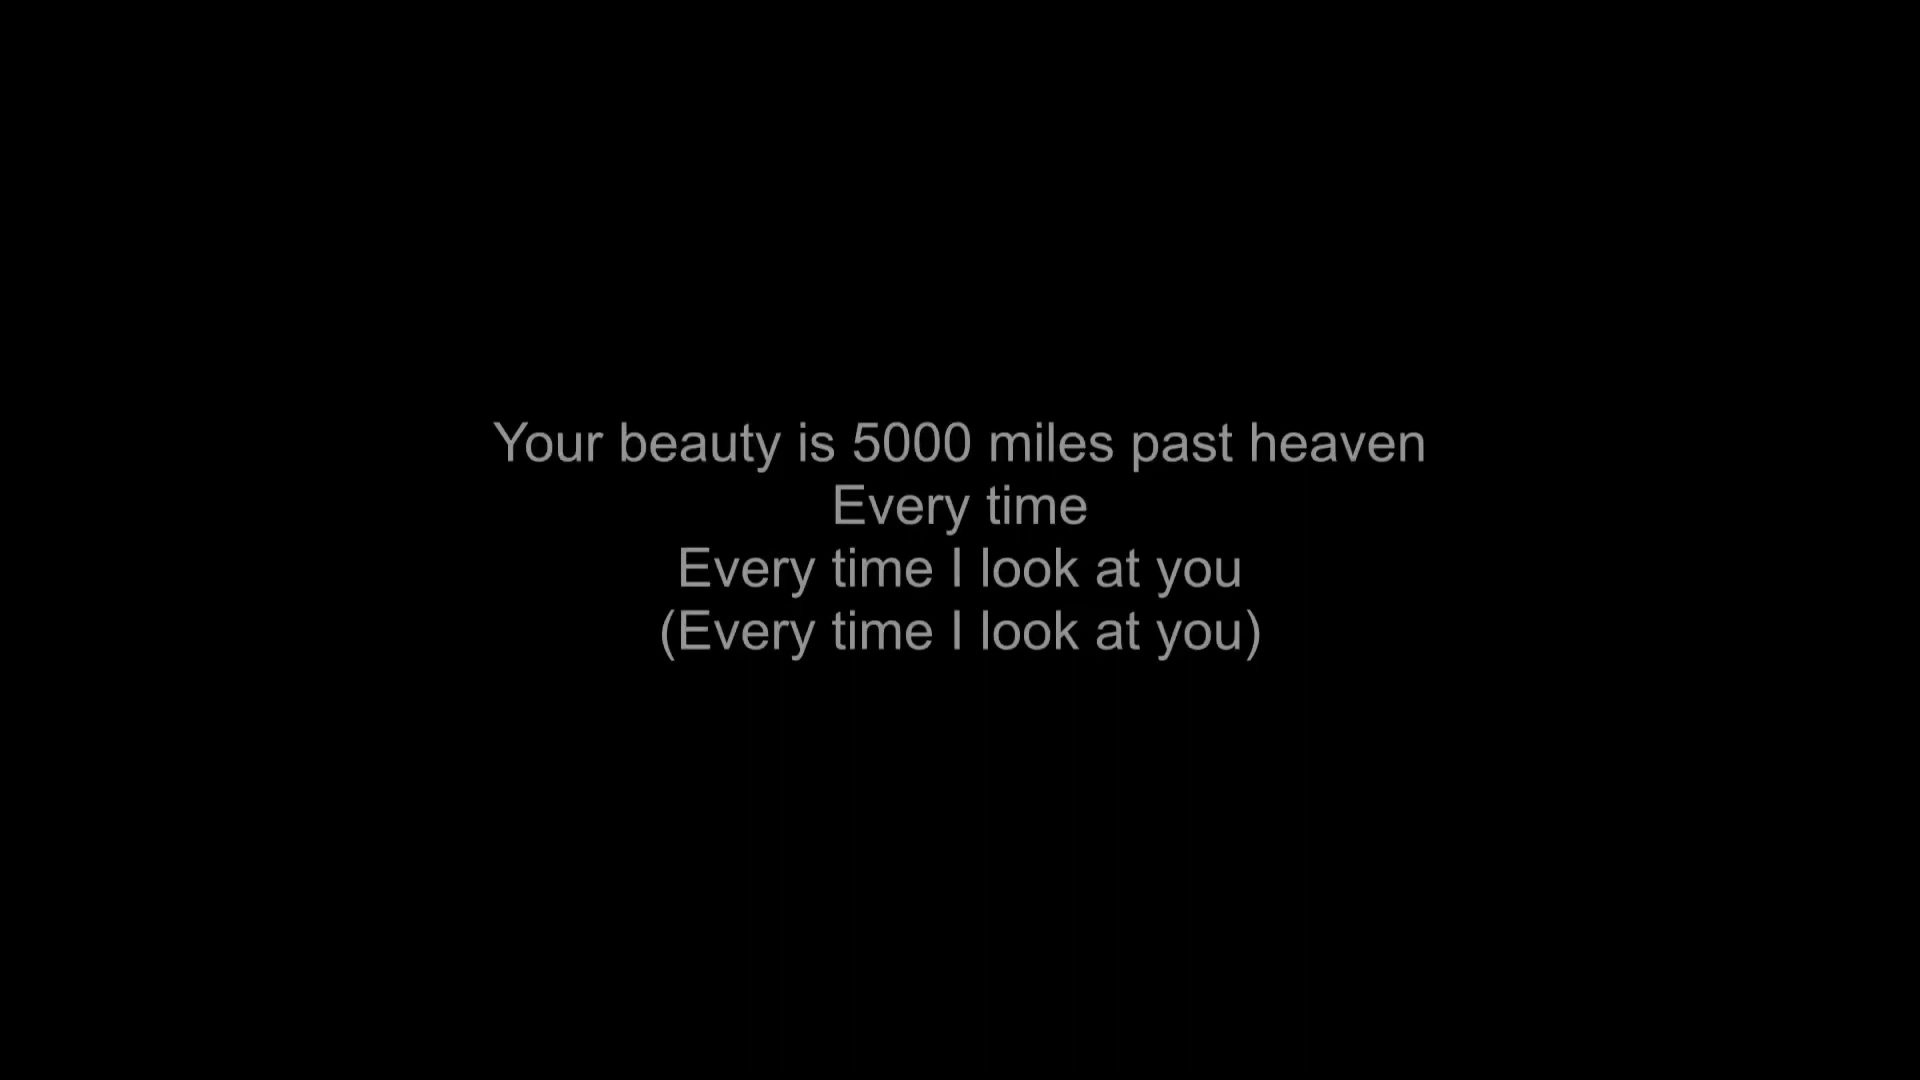 Your beauty is 5000 miles past heaven
Every time
Every time I look at you
(Every time I look at you)